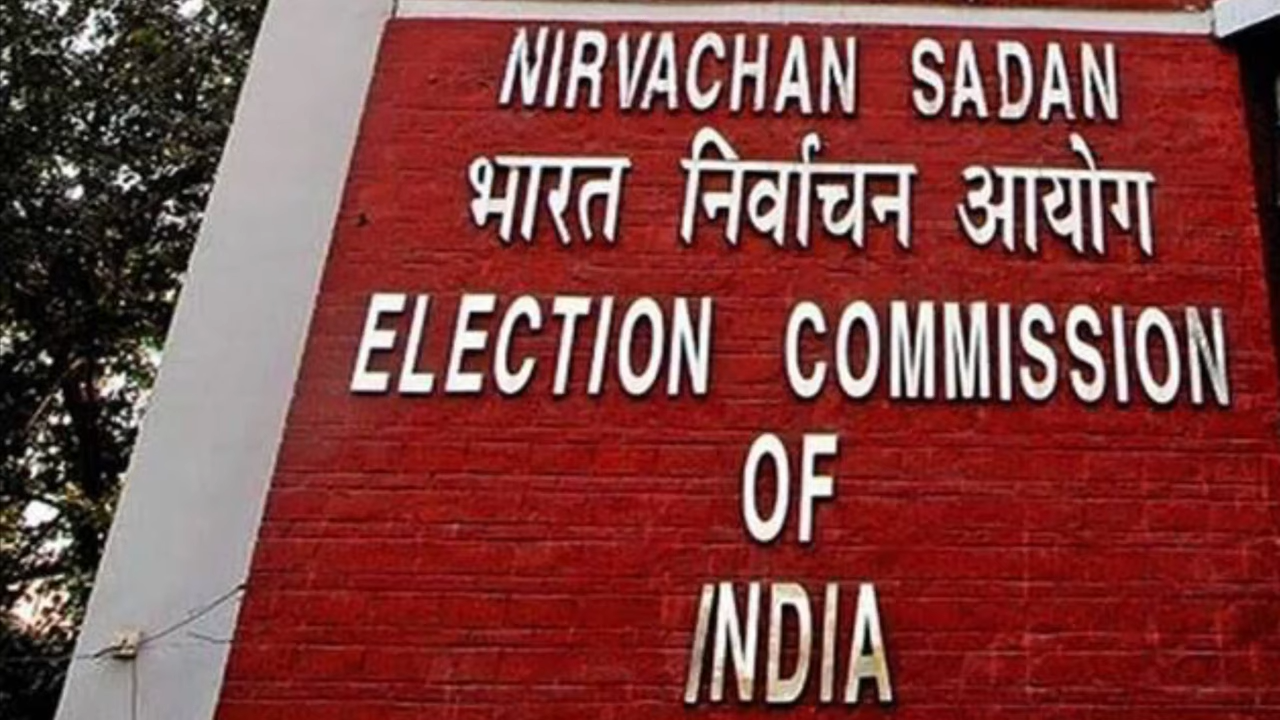 NIRVACHAN SADAN
भारत निर्वाचन आयोग
ELECTION COMMISSION
OF
INDIA